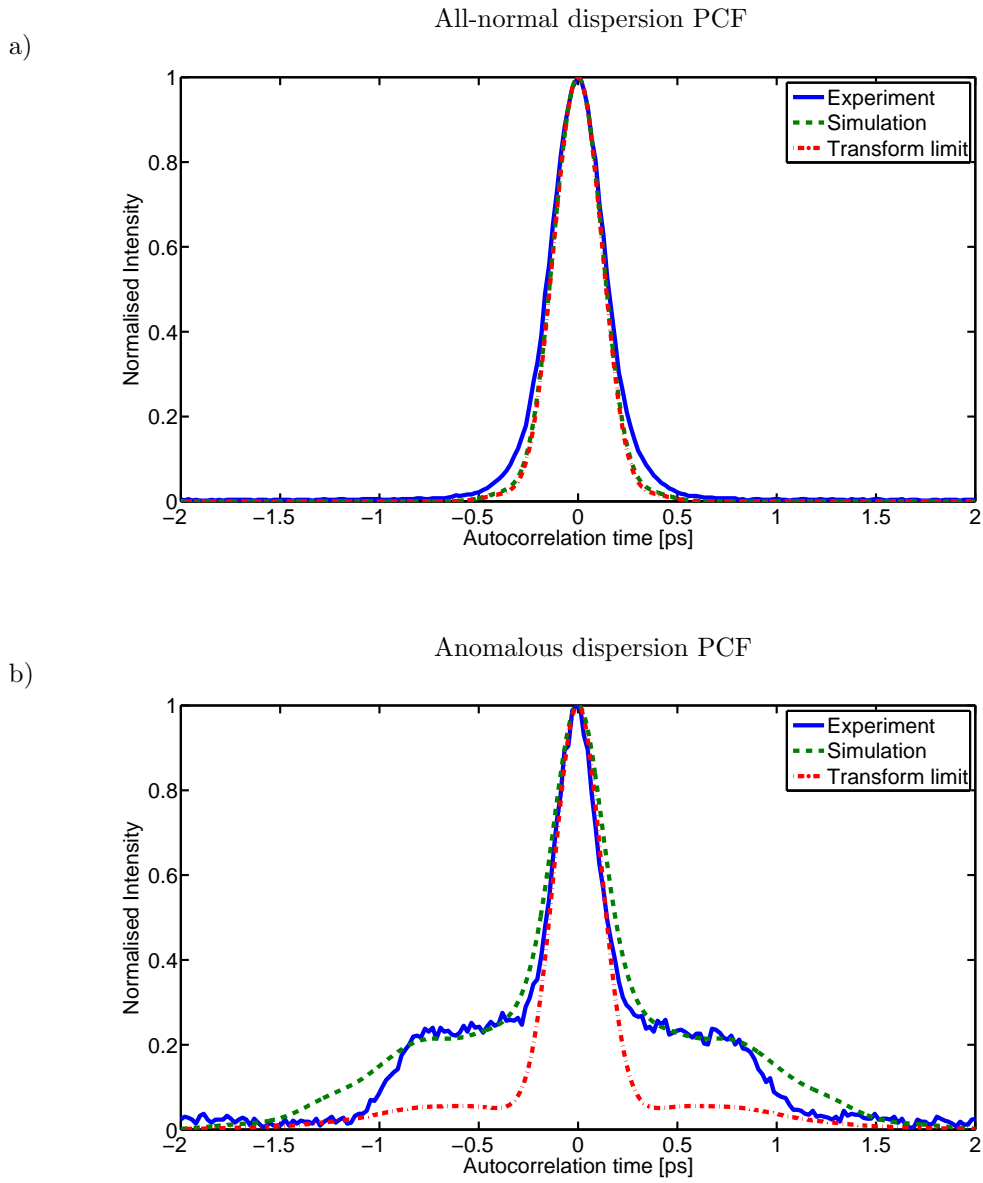 All-normal dispersion PCF
a)
1
0.8
0.6
0.4
0.2
0
Normalised Intensity
Experiment
Simulation
Transform limit
−2 −1.5 −1 −0.5 0 0.5 1 1.5 2
Autocorrelation time [ps]
Anomalous dispersion PCF
b)
1
0.8
0.6
0.4
0.2
0
Normalised Intensity
Experiment
Simulation
Transform limit
−2 −1.5 −1 −0.5 0 0.5 1 1.5 2
Autocorrelation time [ps]